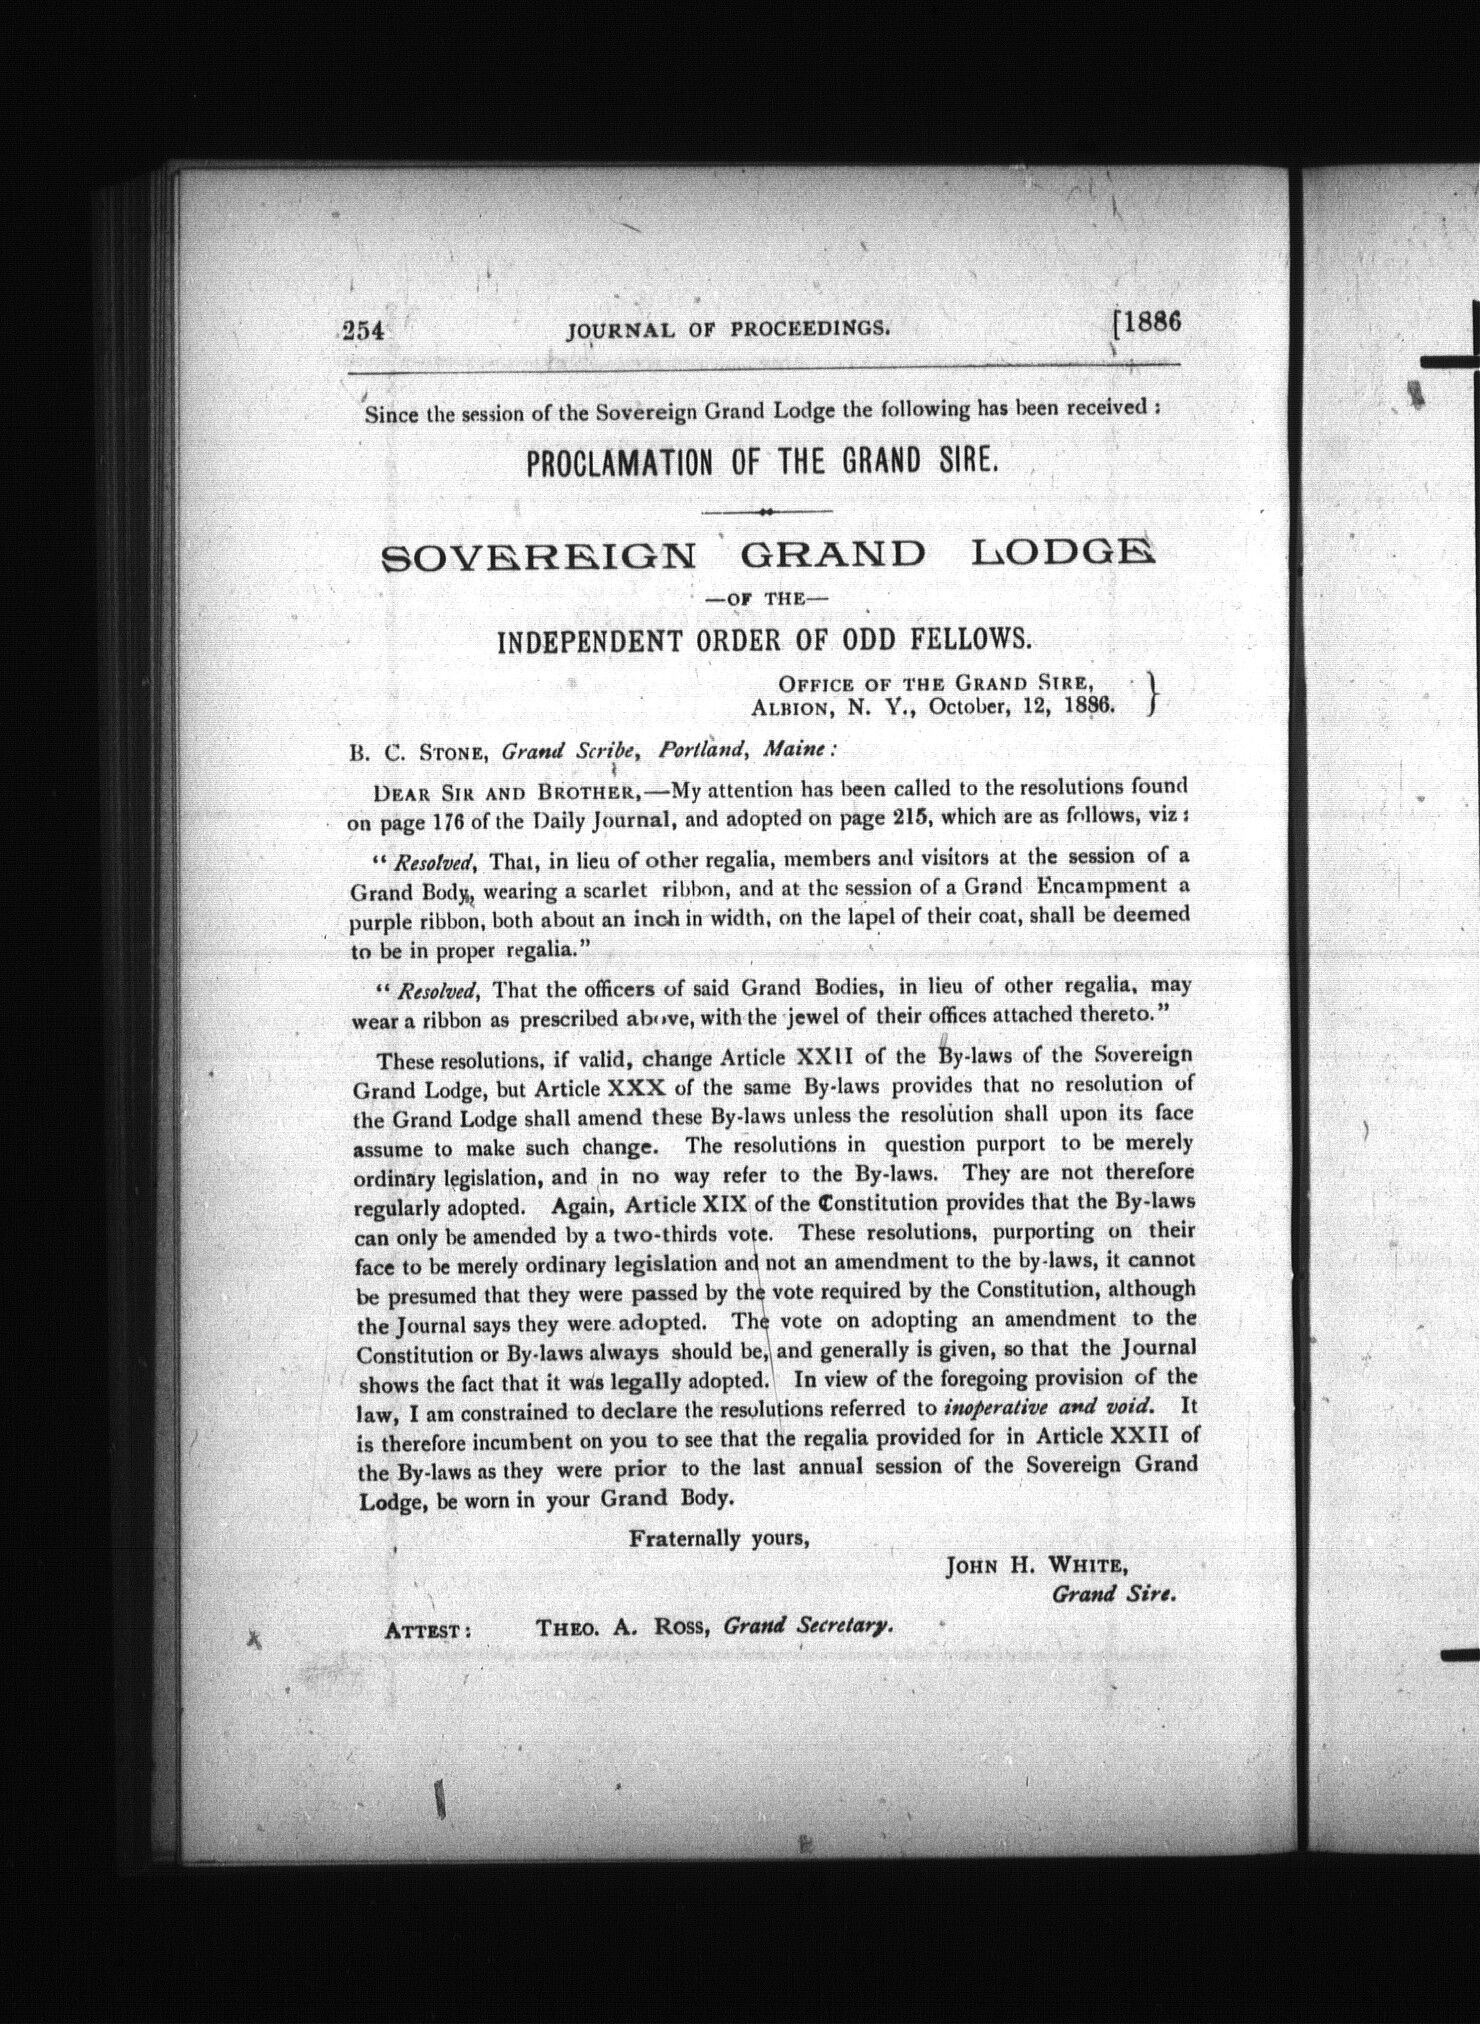 254 JOURNAL OF PROCEEDINGS. [1886
Since the session of the Sovereign Grand Lodge the following has been received :
PROCLAMATION OF THE GRAND SIRE.
SOVEREIGN GRAND LODGE
—OF THE—
INDEPENDENT ORDER OF ODD FELLOWS.
OFFICE OF THE GRAND SIRE,
ALBION, N. Y., October, 12, 1886. }
B. C. STONE, Grand Scribe, Portland, Maine :
DEAR SIR AND BROTHER,—My attention has been called to the resolutions found
on page 176 of the Daily Journal, and adopted on page 215, which are as follows, viz :
“ Resolved, That, in lieu of other regalia, members and visitors at the session of a
Grand Body, wearing a scarlet ribbon, and at the session of a Grand Encampment a
purple ribbon, both about an inch in width, on the lapel of their coat, shall be deemed
to be in proper regalia.”
“ Resolved, That the officers of said Grand Bodies, in lieu of other regalia, may
wear a ribbon as prescribed above, with the jewel of their offices attached thereto.”
These resolutions, if valid, change Article XXII of the By-laws of the Sovereign
Grand Lodge, but Article XXX of the same By-laws provides that no resolution of
the Grand Lodge shall amend these By-laws unless the resolution shall upon its face
assume to make such change. The resolutions in question purport to be merely
ordinary legislation, and in no way refer to the By-laws. They are not therefore
regularly adopted. Again, Article XIX of the Constitution provides that the By-laws
can only be amended by a two-thirds vote. These resolutions, purporting on their
face to be merely ordinary legislation and not an amendment to the by-laws, it cannot
be presumed that they were passed by the vote required by the Constitution, although
the Journal says they were adopted. The vote on adopting an amendment to the
Constitution or By-laws always should be, and generally is given, so that the Journal
shows the fact that it was legally adopted. In view of the foregoing provision of the
law, I am constrained to declare the resolutions referred to inoperative and void. It
is therefore incumbent on you to see that the regalia provided for in Article XXII of
the By-laws as they were prior to the last annual session of the Sovereign Grand
Lodge, be worn in your Grand Body.
Fraternally yours,
JOHN H. WHITE,
Grand Sire.
ATTEST : THEO. A. ROSS, Grand Secretary.